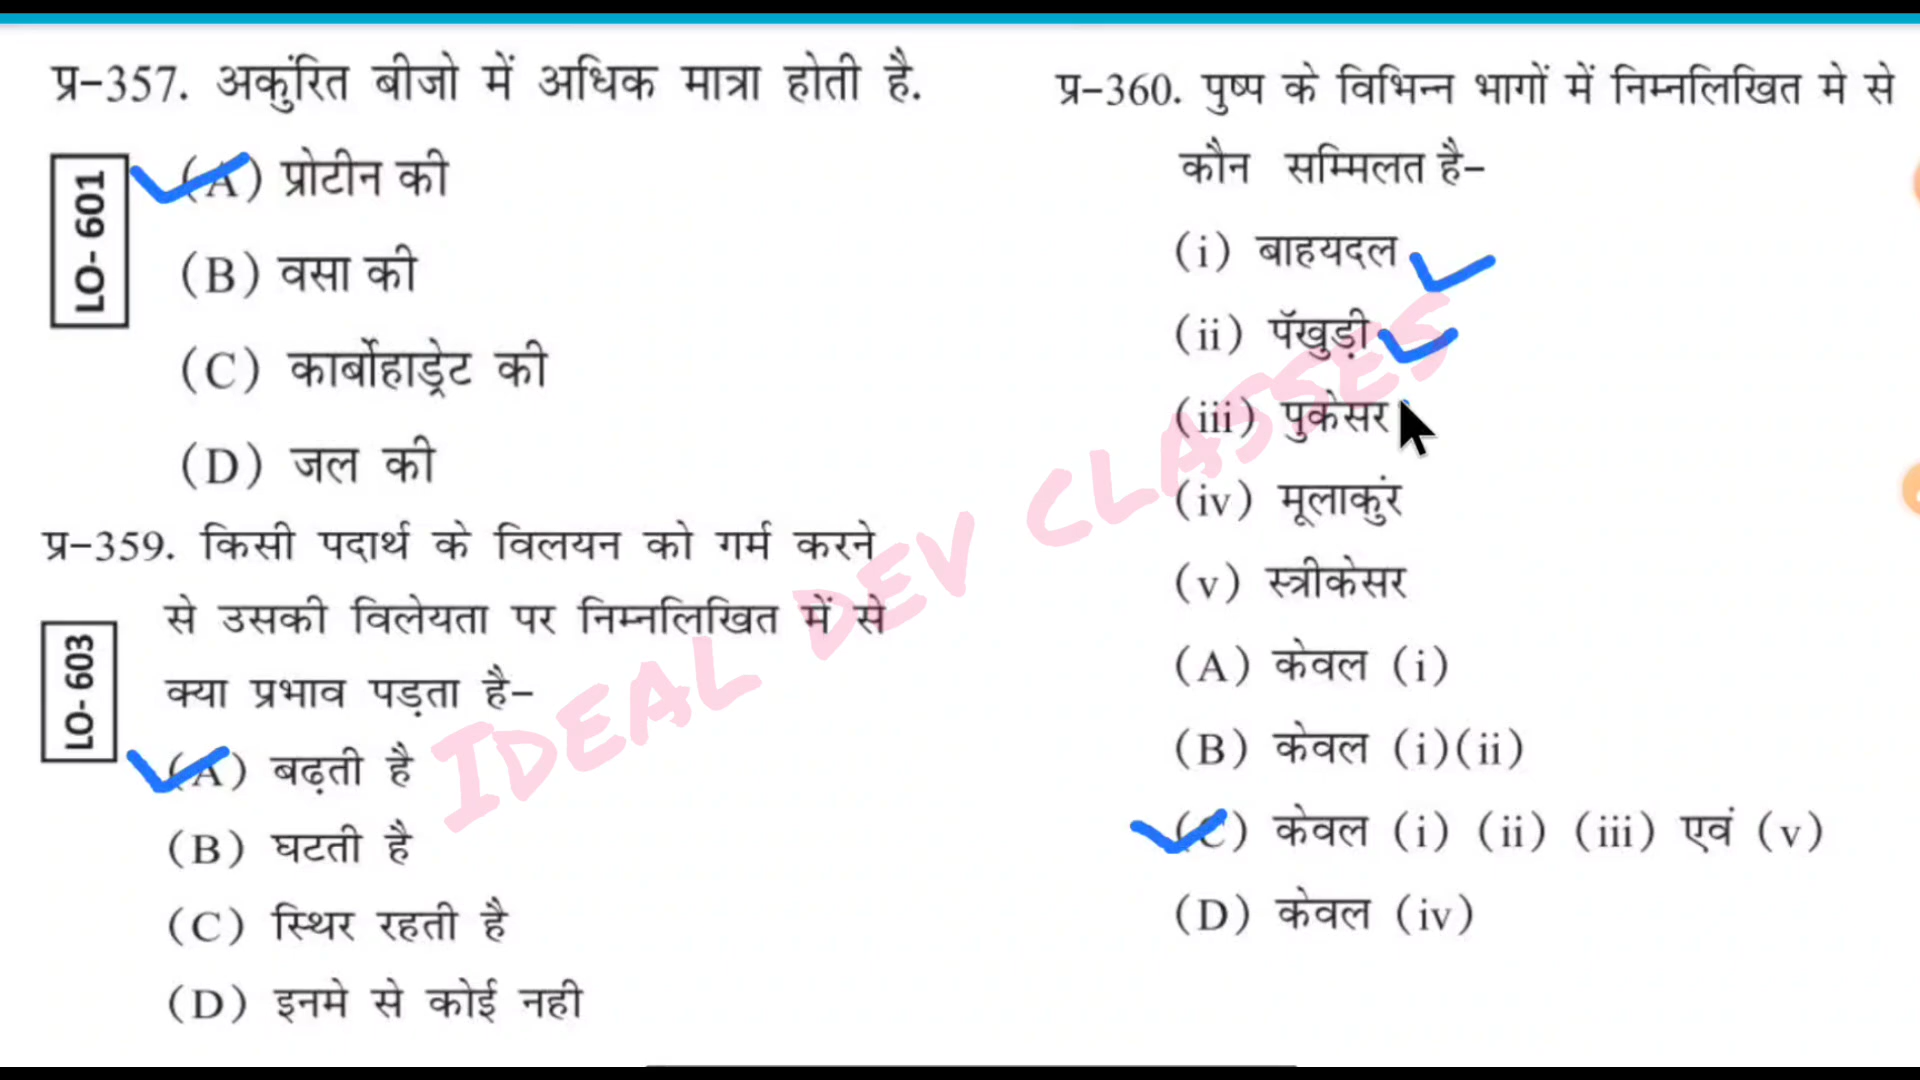 प्र-357. अकुंरित बीजो में अधिक मात्रा होती है.
LO- 601
(A) प्रोटीन की
(B) वसा की
(C) कार्बोहाड्रेट की
(D) जल की
प्र-359. किसी पदार्थ के विलयन को गर्म करने
से उसकी विलेयता पर निम्नलिखित में से
क्या प्रभाव पड़ता है-
LO- 603
(A) बढ़ती है
(B) घटती है
(C) स्थिर रहती है
(D) इनमे से कोई नही
प्र-360. पुष्प के विभिन्न भागों में निम्नलिखित मे से
कौन सम्मिलत है-
(i) बाहयदल
(ii) पॅखुड़ी
(iii) पुकेसर
(iv) मूलाकुंर
(v) स्त्रीकेसर
(A) केवल (i)
(B) केवल (i)(ii)
(C) केवल (i) (ii) (iii) एवं (v)
(D) केवल (iv)
IDEAL DEV CLASSES